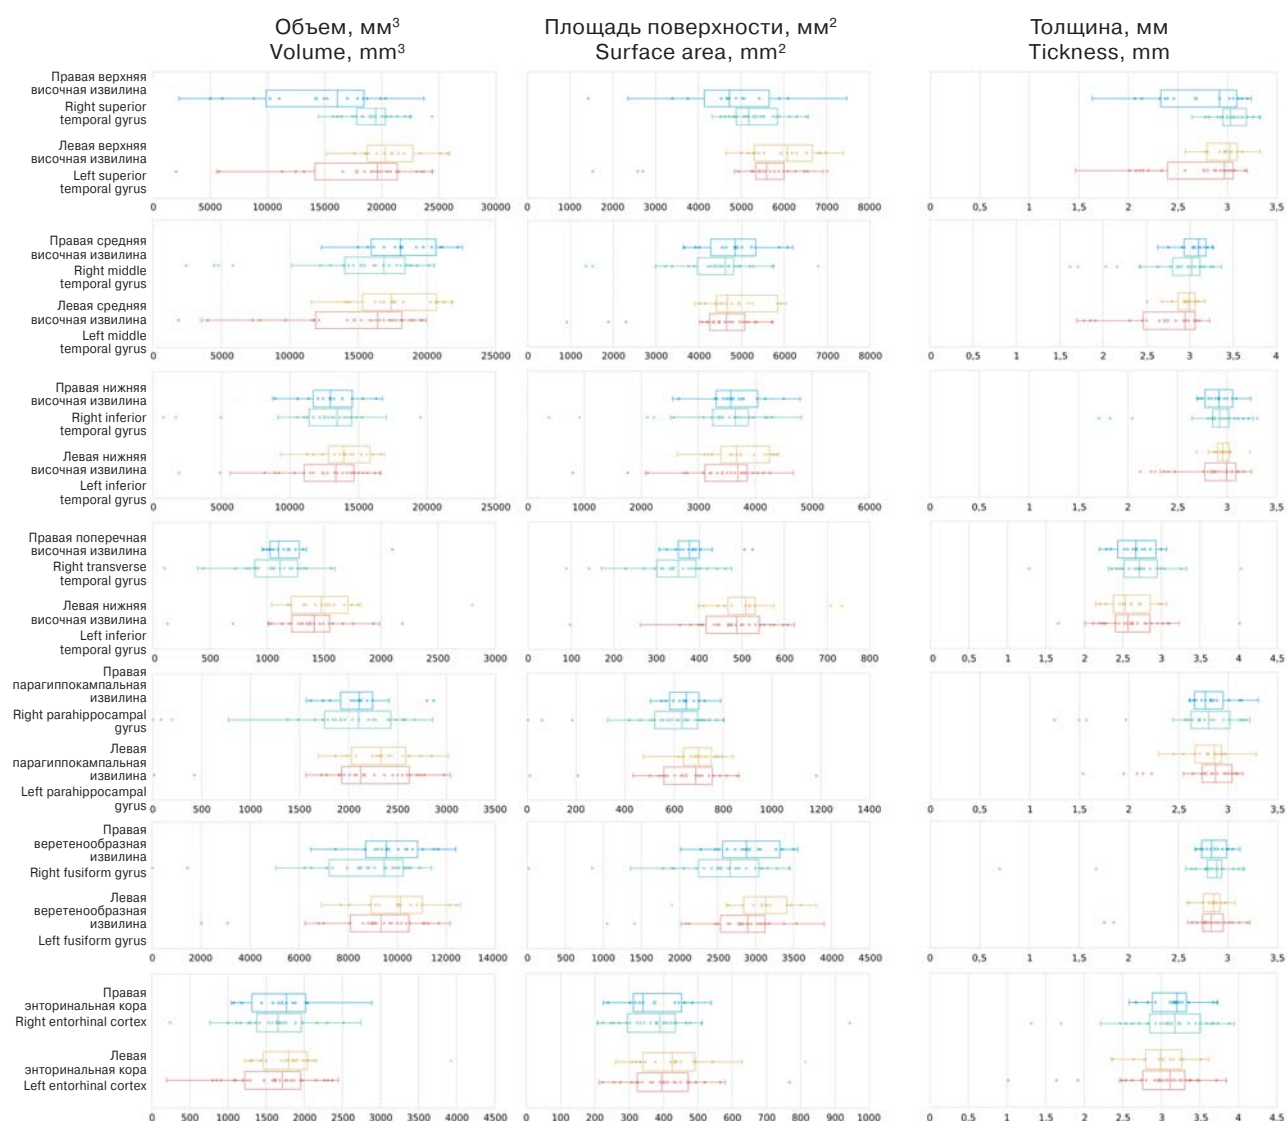 Объем, мм³
Volume, mm³
Площадь поверхности, мм²
Surface area, mm²
Толщина, мм
Tickness, mm
Правая верхняя
височная извилина
Right superior
temporal gyrus
Левая верхняя
височная извилина
Left superior
temporal gyrus
0 5000 10000 15000 20000 25000 30000
0 1000 2000 3000 4000 5000 6000 7000 8000
0 0,5 1 1,5 2 2,5 3 3,5
Правая средняя
височная извилина
Right middle
temporal gyrus
Левая средняя
височная извилина
Left middle
temporal gyrus
0 5000 10000 15000 20000 25000
0 1000 2000 3000 4000 5000 6000 7000 8000
0 0,5 1 1,5 2 2,5 3 3,5 4
Правая нижняя
височная извилина
Right inferior
temporal gyrus
Левая нижняя
височная извилина
Left inferior
temporal gyrus
0 5000 10000 15000 20000 25000
0 1000 2000 3000 4000 5000 6000
0 0,5 1 1,5 2 2,5 3 3,5
Правая поперечная
височная извилина
Right transverse
temporal gyrus
Левая нижняя
височная извилина
Left inferior
temporal gyrus
0 500 1000 1500 2000 2500 3000
0 100 200 300 400 500 600 700 800
0 0,5 1 1,5 2 2,5 3 3,5 4 4,5
Правая
парагиппокампальная
извилина
Right parahippocampal
gyrus
Левая
парагиппокампальная
извилина
Left parahippocampal
gyrus
0 500 1000 1500 2000 2500 3000 3500
0 200 400 600 800 1000 1200 1400
0 0,5 1 1,5 2 2,5 3 3,5
Правая
веретенообразная
извилина
Right fusiform gyrus
Левая
веретенообразная
извилина
Left fusiform gyrus
0 2000 4000 6000 8000 10000 12000 14000
0 500 1000 1500 2000 2500 3000 3500 4000 4500
0 0,5 1 1,5 2 2,5 3 3,5
Правая
энторинальная кора
Right entorhinal cortex
Левая
энторинальная кора
Left entorhinal cortex
0 500 1000 1500 2000 2500 3000 3500 4000 4500
0 100 200 300 400 500 600 700 800 900 1000
0 0,5 1 1,5 2 2,5 3 3,5 4 4,5